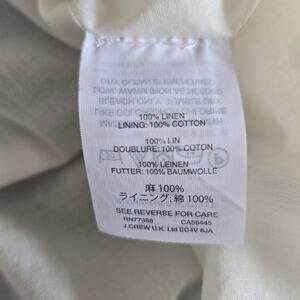 100% LINEN
LINING: 100% COTTON
100% LIN
DOUBLURE: 100% COTON
100% LEINEN
FUTTER: 100% BAUMWOLLE
麻 100%
ライニング: 綿 100%
SEE REVERSE FOR CARE
RN77388 CA56445
J.CREW U.K. Ltd EC4V 6JA